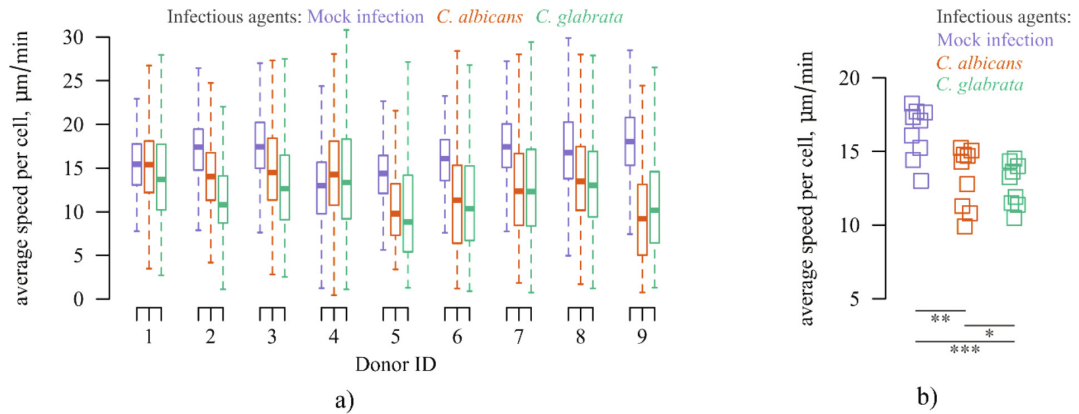 Infectious agents: Mock infection C. albicans C. glabrata
average speed per cell, µm/min
30
25
20
15
10
5
0
1 2 3 4 5 6 7 8 9
Donor ID
a)
Infectious agents:
Mock infection
C. albicans
C. glabrata
average speed per cell, µm/min
20
15
10
5
**
*
***
b)